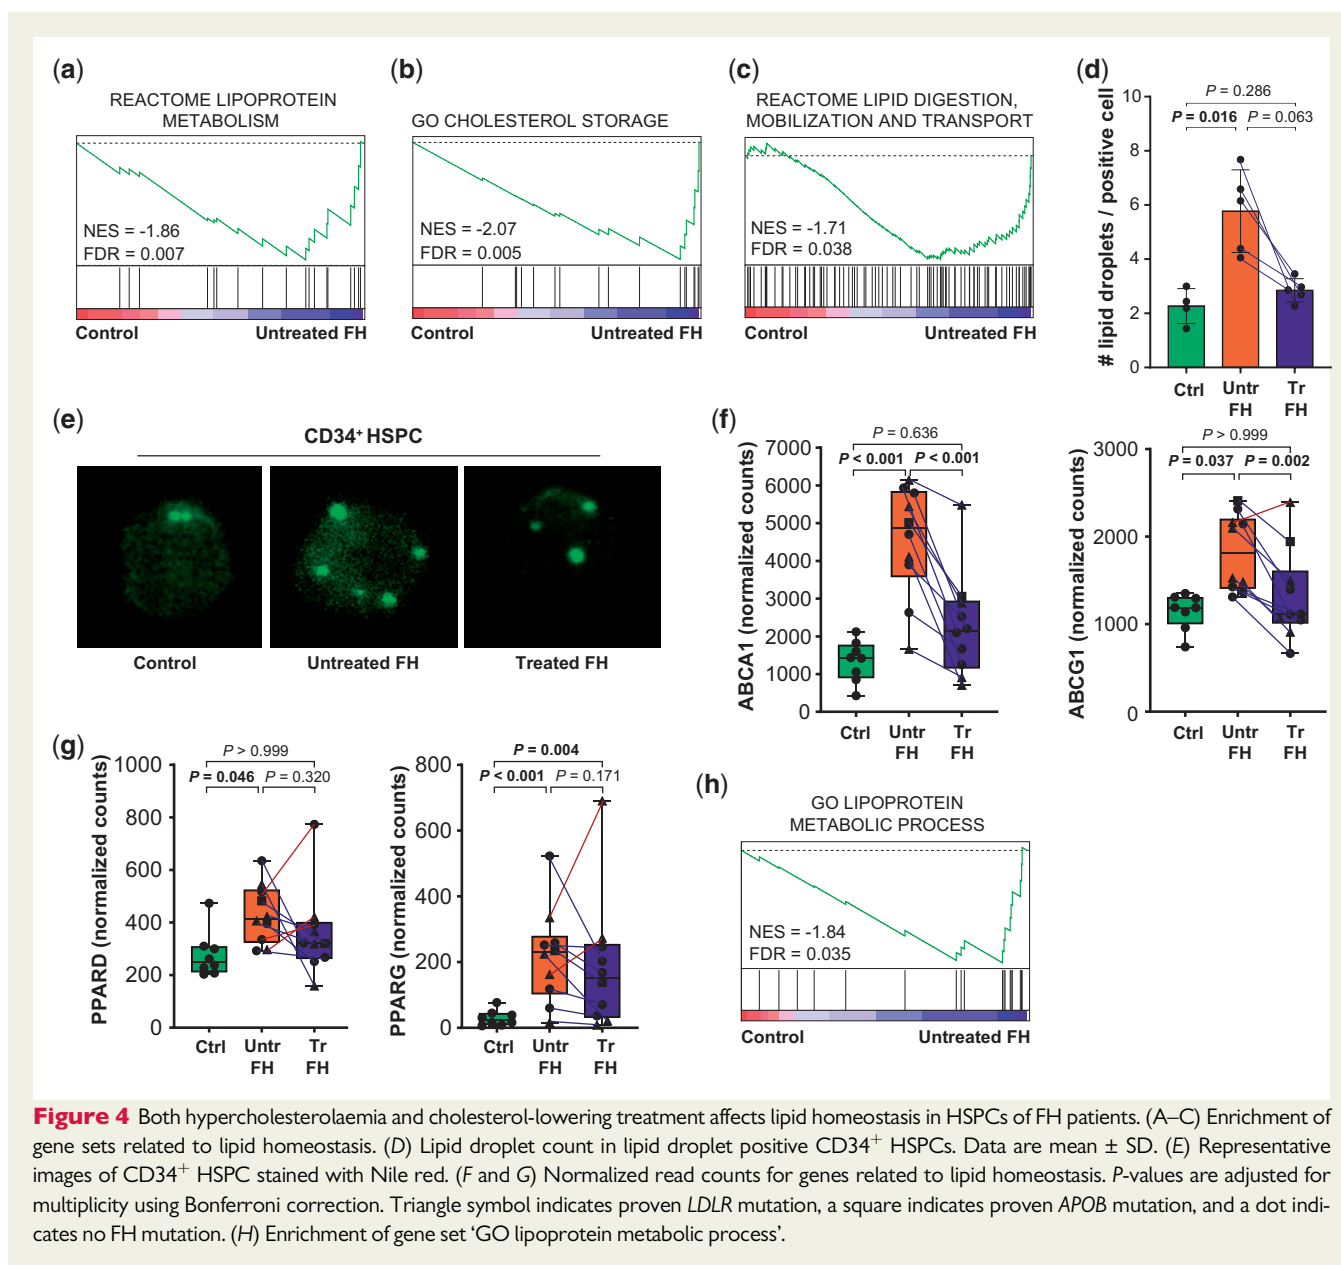 (a)
REACTOME LIPOPROTEIN
METABOLISM
NES = -1.86
FDR = 0.007
Control
Untreated FH
(b)
GO CHOLESTEROL STORAGE
NES = -2.07
FDR = 0.005
Control
Untreated FH
(c)
REACTOME LIPID DIGESTION,
MOBILIZATION AND TRANSPORT
NES = -1.71
FDR = 0.038
Control
Untreated FH
(d)
# lipid droplets / positive cell
10
8
6
4
2
0
P = 0.286
P = 0.016
P = 0.063
Ctrl
Untr
FH
Tr
FH
(e)
CD34+ HSPC
Control
Untreated FH
Treated FH
(f)
ABCA1 (normalized counts)
7000
6000
5000
4000
3000
2000
1000
0
P = 0.636
P < 0.001
P < 0.001
Ctrl
Untr
FH
Tr
FH
ABCG1 (normalized counts)
3000
2000
1000
0
P > 0.999
P = 0.037
P = 0.002
Ctrl
Untr
FH
Tr
FH
(g)
PPARD (normalized counts)
1000
800
600
400
200
0
P > 0.999
P = 0.046
P = 0.320
Ctrl
Untr
FH
Tr
FH
PPARG (normalized counts)
800
600
400
200
0
P = 0.004
P < 0.001
P = 0.171
Ctrl
Untr
FH
Tr
FH
(h)
GO LIPOPROTEIN
METABOLIC PROCESS
NES = -1.84
FDR = 0.035
Control
Untreated FH
Figure 4 Both hypercholesterolaemia and cholesterol-lowering treatment affects lipid homeostasis in HSPCs of FH patients. (A–C) Enrichment of
gene sets related to lipid homeostasis. (D) Lipid droplet count in lipid droplet positive CD34+ HSPCs. Data are mean ± SD. (E) Representative
images of CD34+ HSPC stained with Nile red. (F and G) Normalized read counts for genes related to lipid homeostasis. P-values are adjusted for
multiplicity using Bonferroni correction. Triangle symbol indicates proven LDLR mutation, a square indicates proven APOB mutation, and a dot indi-
cates no FH mutation. (H) Enrichment of gene set ‘GO lipoprotein metabolic process’.